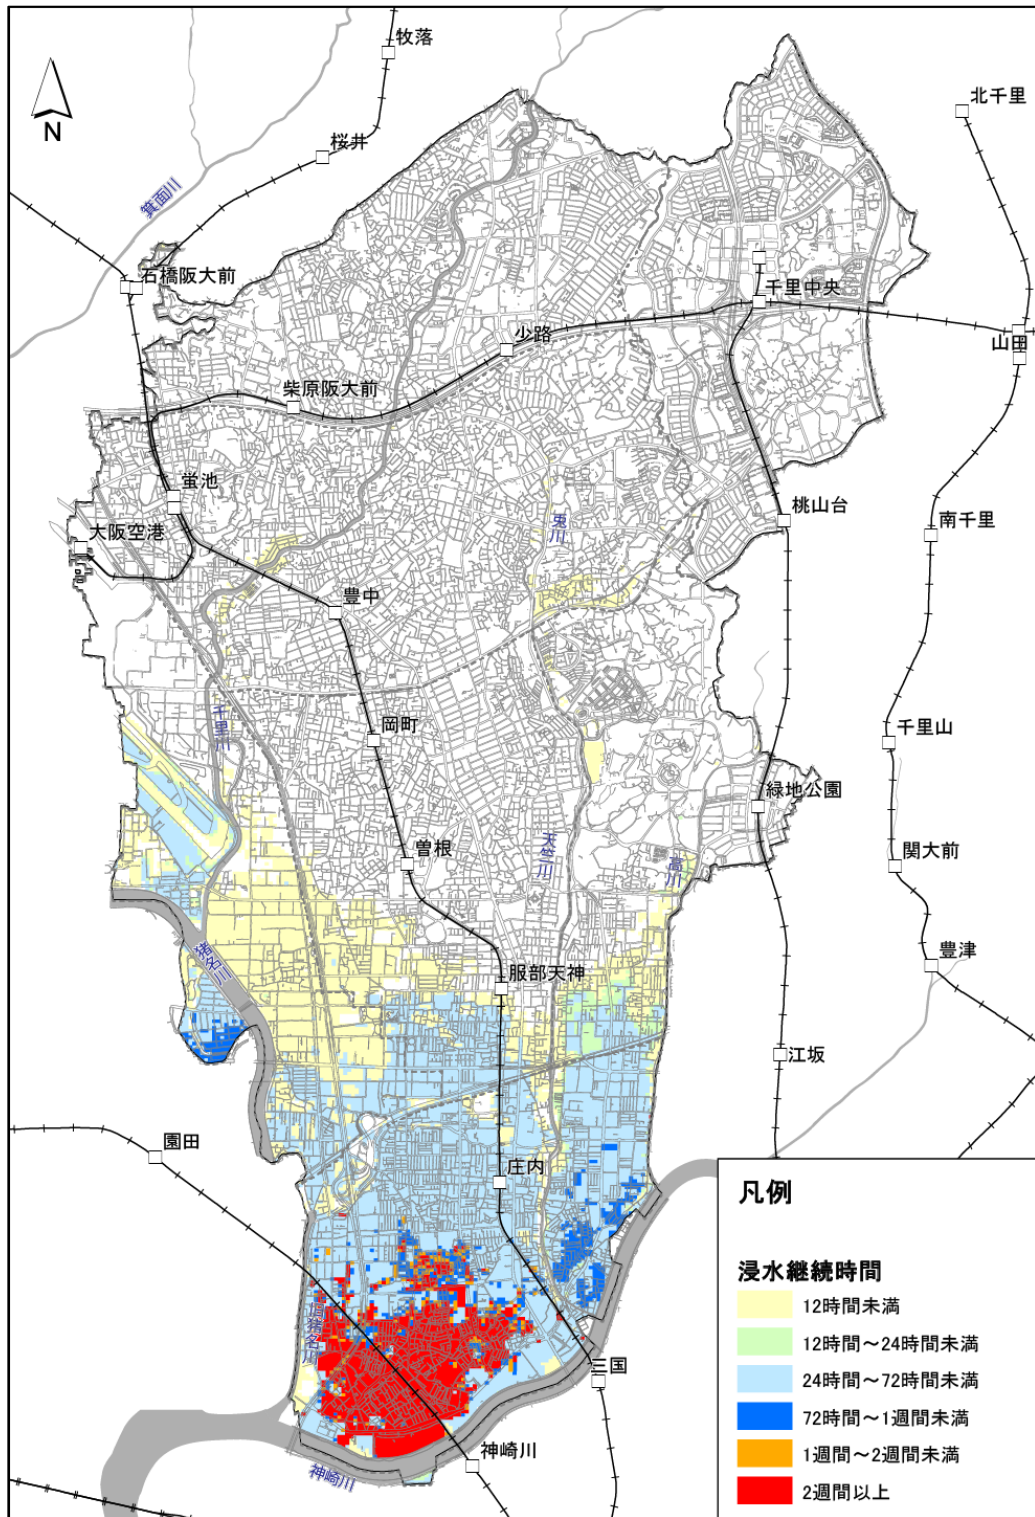 牧落
北千里
N
桜井
箕面川
石橋阪大前
千里中央
少路
山田
柴原阪大前
蛍池
桃山台
兎川
大阪空港
南千里
豊中
千里川
岡町
千里山
緑地公園
曽根
天竺川
高川
関大前
猪名川
服部天神
豊津
江坂
園田
庄内
旧猪名川
三国
神崎川
神崎川
凡例
浸水継続時間
12時間未満
12時間～24時間未満
24時間～72時間未満
72時間～1週間未満
1週間～2週間未満
2週間以上